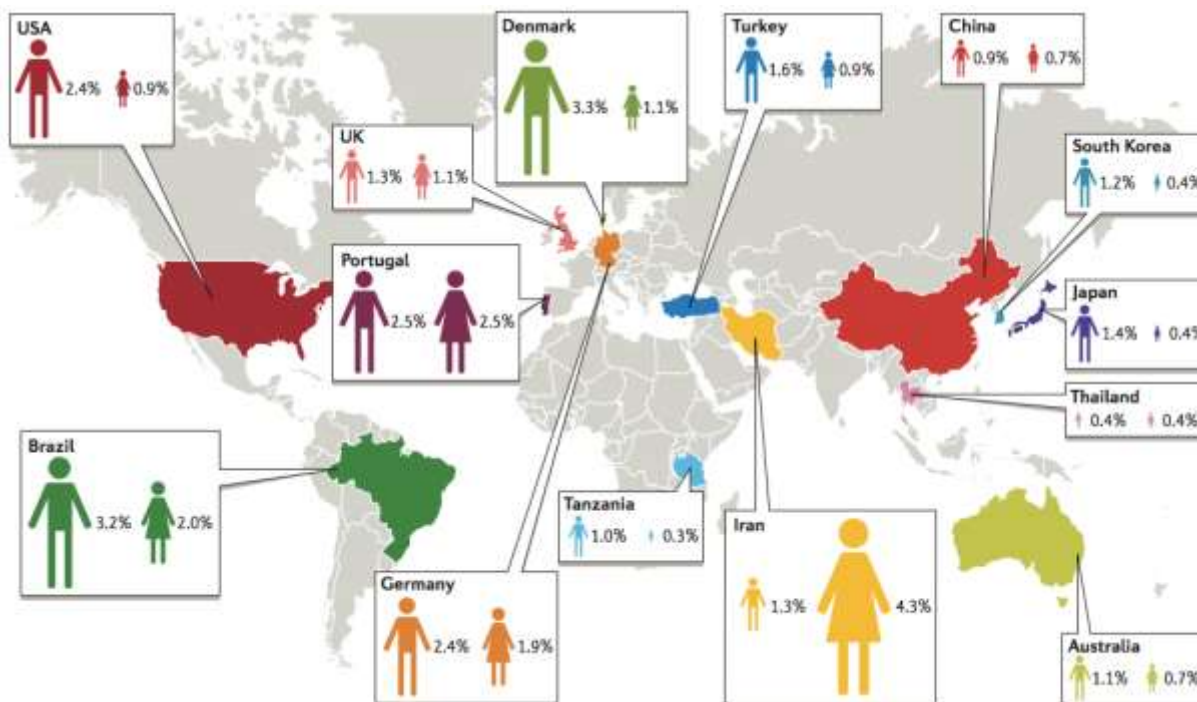 USA
2.4% 0.9%
Denmark
3.3% 1.1%
Turkey
1.6% 0.9%
China
0.9% 0.7%
UK
1.3% 1.1%
South Korea
1.2% 0.4%
Portugal
2.5% 2.5%
Japan
1.4% 0.4%
Thailand
0.4% 0.4%
Brazil
3.2% 2.0%
Tanzania
1.0% 0.3%
Iran
1.3% 4.3%
Germany
2.4% 1.9%
Australia
1.1% 0.7%